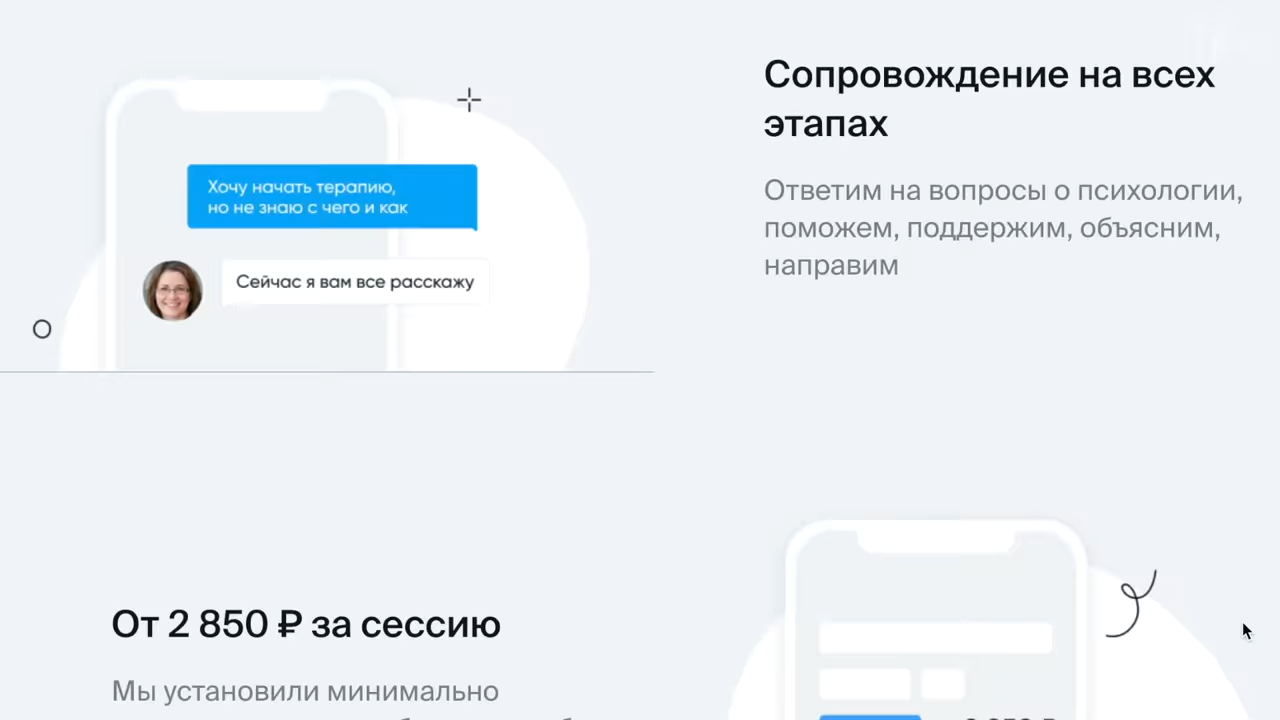 Сопровождение на всех
этапах
Ответим на вопросы о психологии,
поможем, поддержим, объясним,
направим
Хочу начать терапию,
но не знаю с чего и как
Сейчас я вам все расскажу
От 2 850 ₽ за сессию
Мы установили минимально